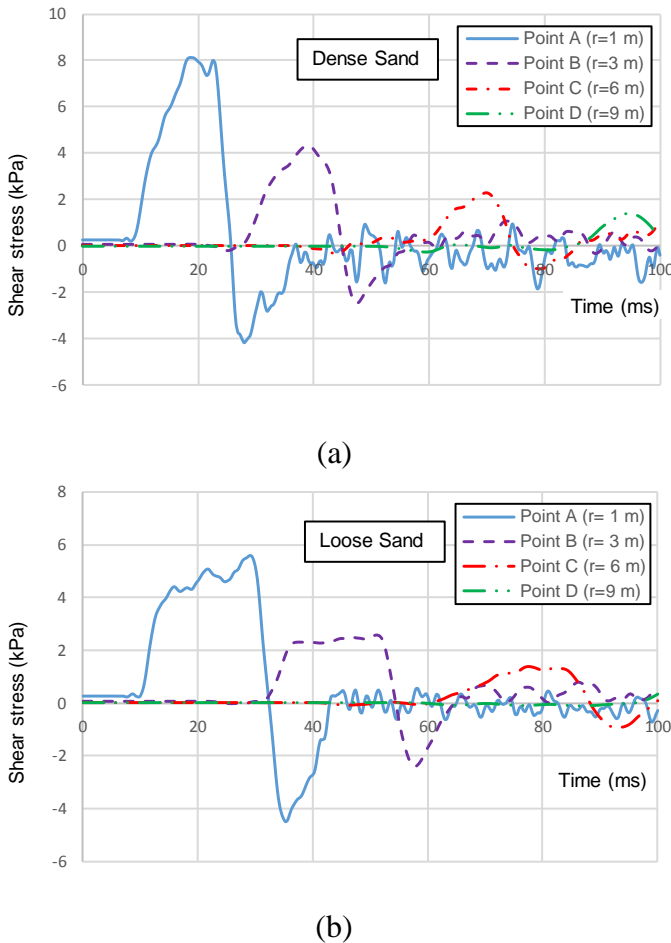 10
8
6
4
2
0
-2
-4
-6
0 20 40 60 80 100
Shear stress (kPa)
Time (ms)
Dense Sand
Point A (r=1 m)
Point B (r=3 m)
Point C (r=6 m)
Point D (r=9 m)
(a)
8
6
4
2
0
-2
-4
-6
0 20 40 60 80 100
Shear stress (kPa)
Time (ms)
Loose Sand
Point A (r= 1 m)
Point B (r= 3 m)
Point C (r= 6 m)
Point D (r=9 m)
(b)